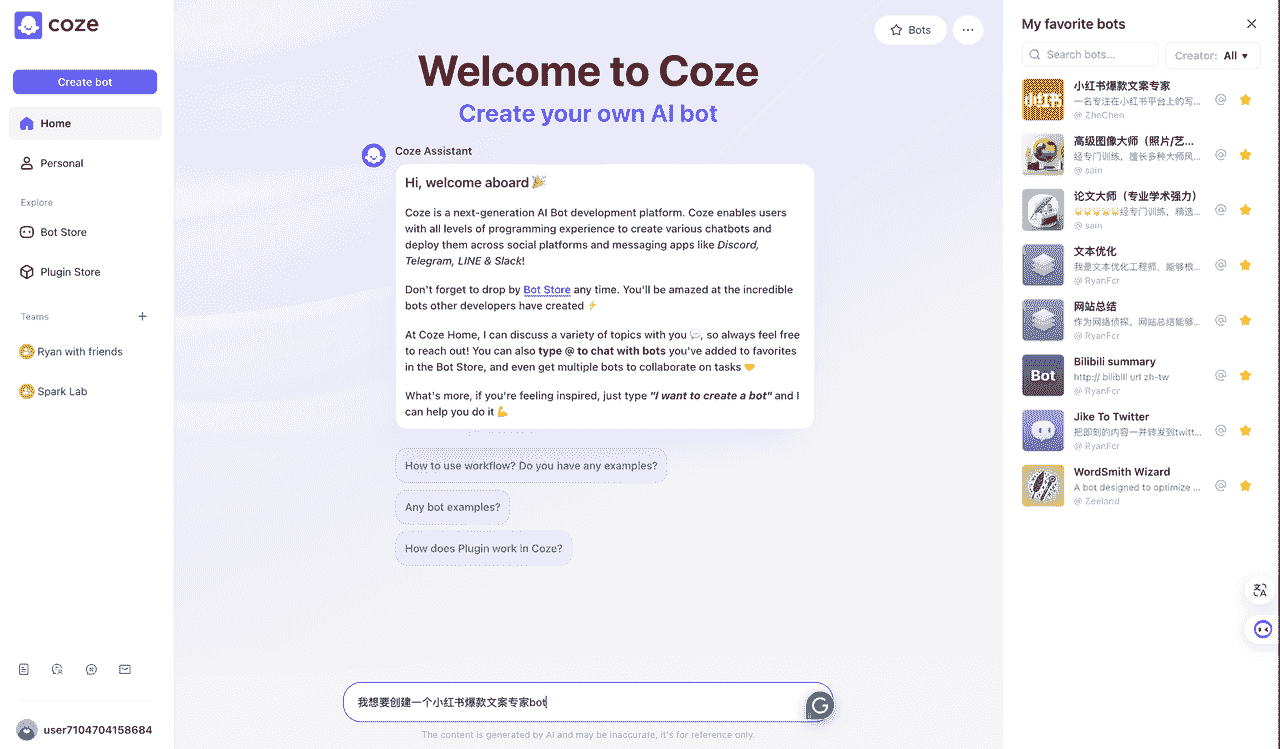 coze
Create bot
Home
Personal
Explore
Bot Store
Plugin Store
Teams
Ryan with friends
Spark Lab
user7104704158684
Bots
Welcome to Coze
Create your own AI bot
Coze Assistant
Hi, welcome aboard 🎉
Coze is a next-generation AI Bot development platform. Coze enables users
with all levels of programming experience to create various chatbots and
deploy them across social platforms and messaging apps like Discord,
Telegram, LINE & Slack!
Don't forget to drop by Bot Store any time. You'll be amazed at the incredible
bots other developers have created ⚡
At Coze Home, I can discuss a variety of topics with you 💬, so always feel free
to reach out! You can also type @ to chat with bots you've added to favorites
in the Bot Store, and even get multiple bots to collaborate on tasks 🤝
What's more, if you're feeling inspired, just type "I want to create a bot" and I
can help you do it 💪
How to use workflow? Do you have any examples?
Any bot examples?
How does Plugin work in Coze?
我想要创建一个小红书爆款文案专家bot
The content is generated by AI and may be inaccurate, it's for reference only.
My favorite bots
Search bots...
Creator: All
小红书爆款文案专家
一名专注在小红书平台上的写...
@ ZheChen
高级图像大师（照片/艺...
经专门训练，擅长多种大师风...
@ sain
论文大师（专业学术强力）
⭐⭐⭐⭐⭐经专门训练，精选...
@ sain
文本优化
我是文本优化工程师，能够根...
@ RyanFcr
网站总结
作为网络侦探，网站总结能够...
@ RyanFcr
Bot
Bilibili summary
http:// bilibili url zh-tw
@ RyanFcr
Jike To Twitter
把即刻的内容一并转发到twitt...
@ RyanFcr
WordSmith Wizard
A bot designed to optimize ...
@ Zeeland